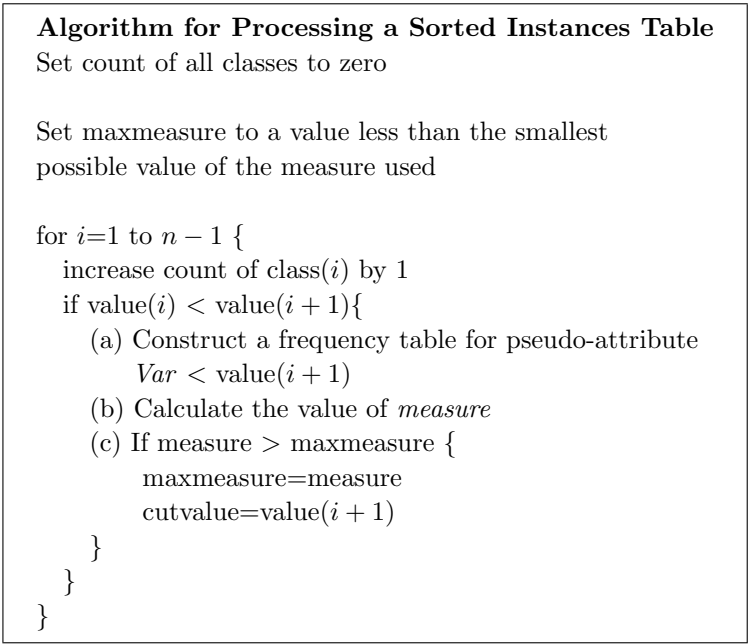 Algorithm for Processing a Sorted Instances Table
Set count of all classes to zero
Set maxmeasure to a value less than the smallest
possible value of the measure used
for i=1 to n − 1 {
increase count of class(i) by 1
if value(i) < value(i + 1){
(a) Construct a frequency table for pseudo-attribute
Var < value(i + 1)
(b) Calculate the value of measure
(c) If measure > maxmeasure {
maxmeasure=measure
cutvalue=value(i + 1)
}
}
}